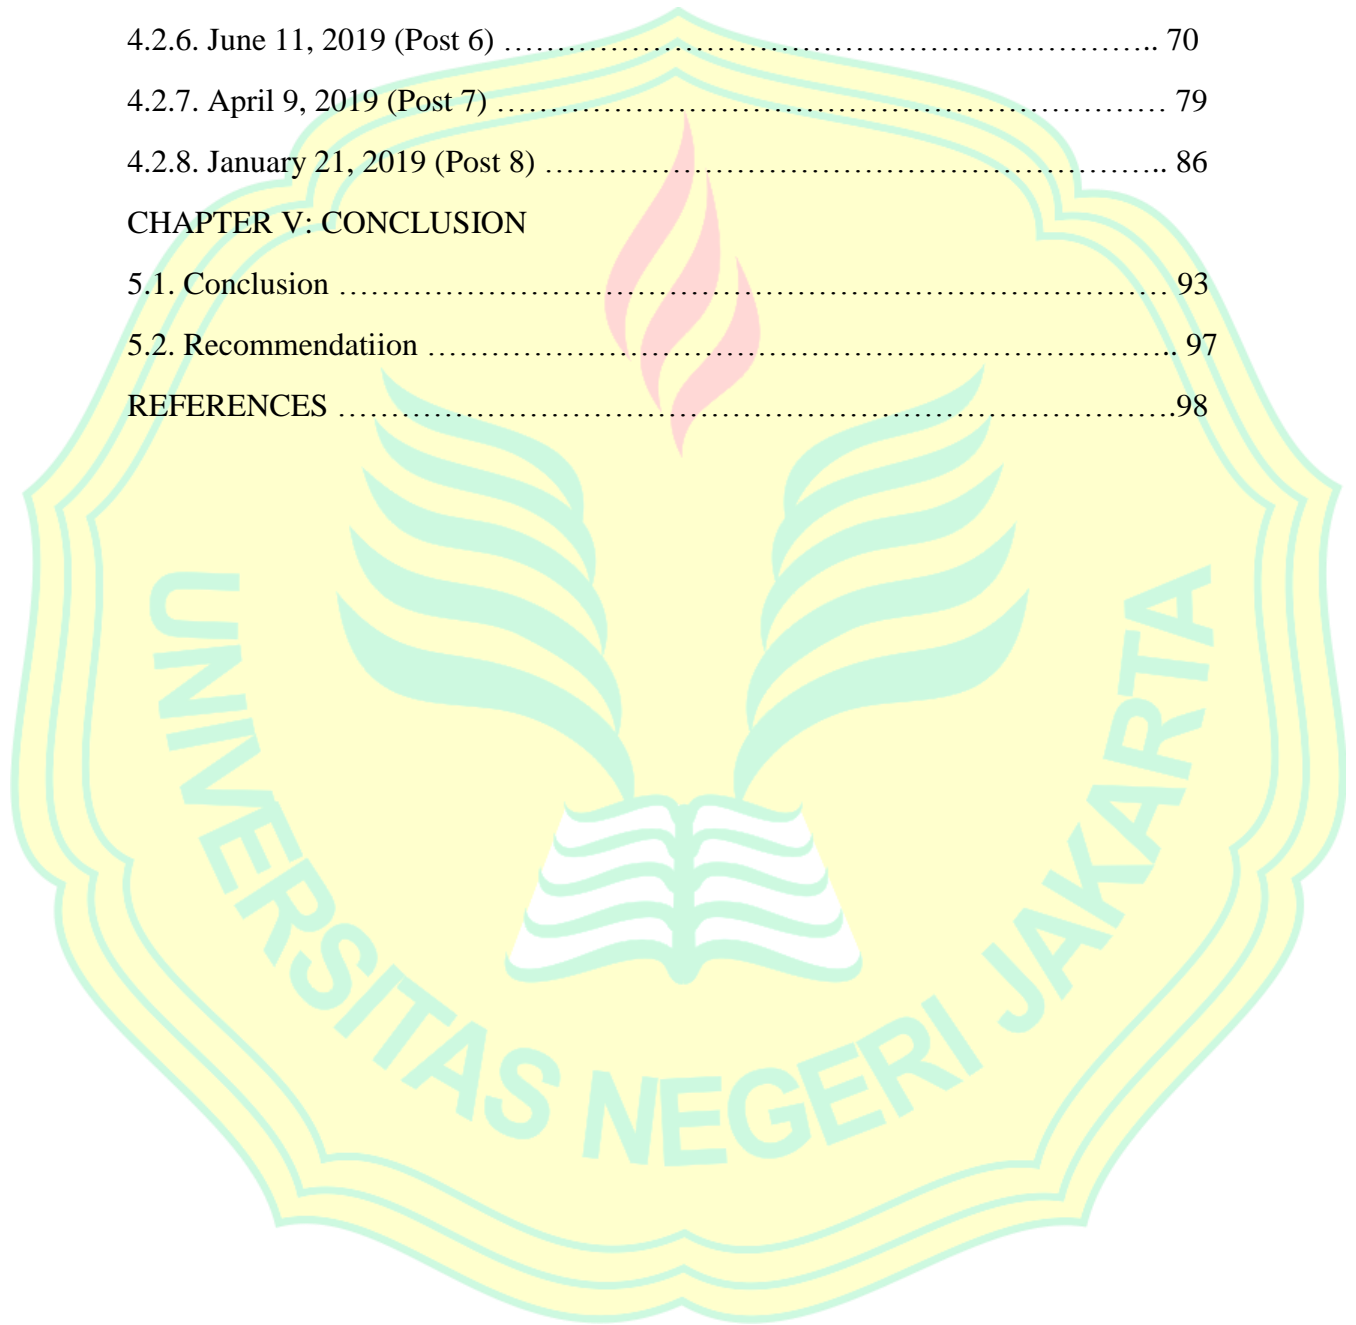 4.2.6. June 11, 2019 (Post 6) ……………………………………………………………….. 70
4.2.7. April 9, 2019 (Post 7) ………………………………………………………………… 79
4.2.8. January 21, 2019 (Post 8) …………………………………………………………….. 86
CHAPTER V: CONCLUSION
5.1. Conclusion ………………………………………………………………………………… 93
5.2. Recommendatiion ……………………………………………………………………….. 97
REFERENCES ………………………………………………………………………………….98
UNIVERSITAS NEGERI JAKARTA